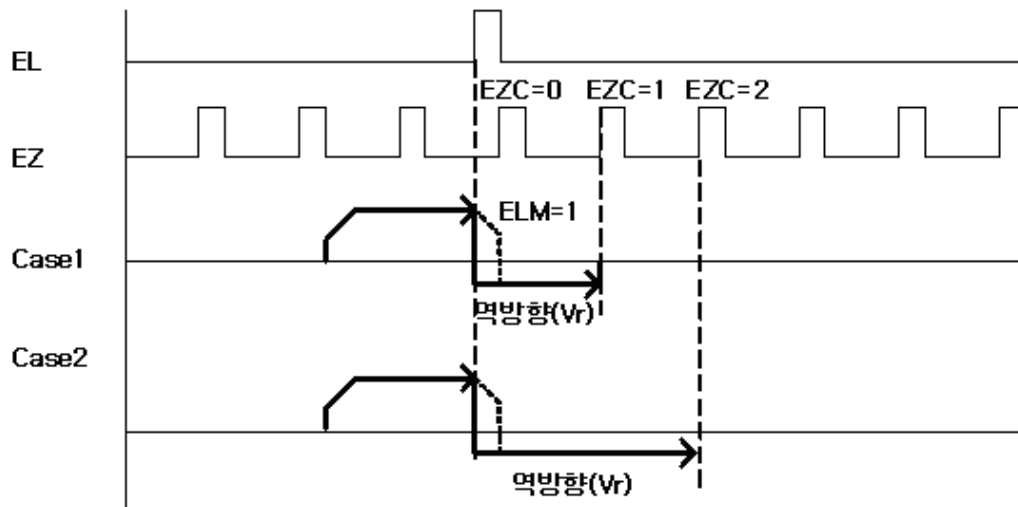 EL
EZC=0 EZC=1 EZC=2
EZ
ELM=1
Case1
역방향(Vr)
Case2
역방향(Vr)